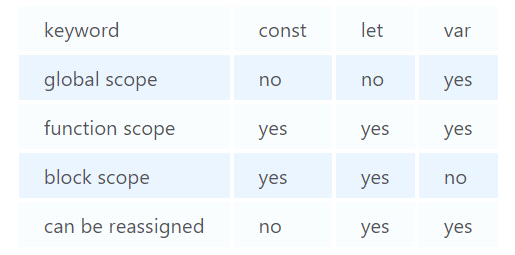 keyword const let var
global scope no no yes
function scope yes yes yes
block scope yes yes no
can be reassigned no yes yes